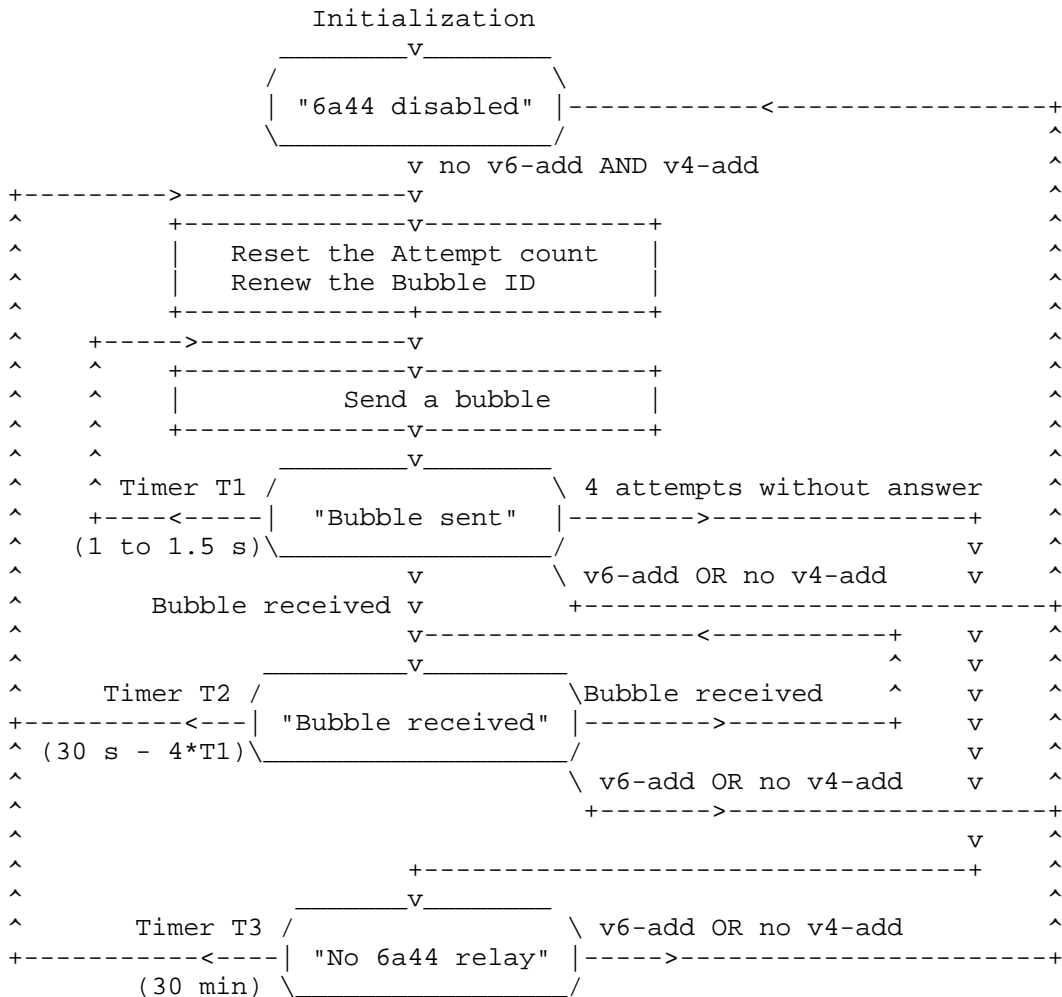 Initialization
"6a44 disabled"
no v6-add AND v4-add
Reset the Attempt count
Renew the Bubble ID
Send a bubble
Timer T1 4 attempts without answer
"Bubble sent"
(1 to 1.5 s)
v6-add OR no v4-add
Bubble received
Timer T2 Bubble received
"Bubble received"
(30 s - 4*T1)
v6-add OR no v4-add
Timer T3 v6-add OR no v4-add
"No 6a44 relay"
(30 min)